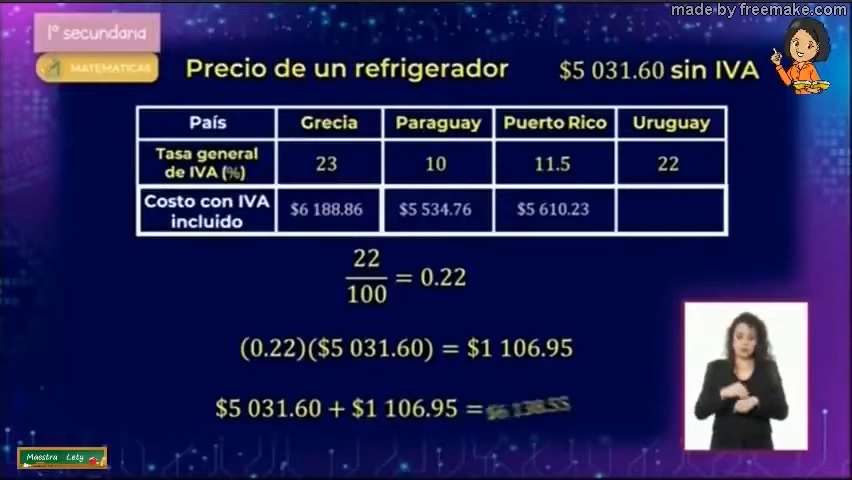 made by freemake.com
1° secundaria
MATEMÁTICAS
Precio de un refrigerador $5 031.60 sin IVA
País Grecia Paraguay Puerto Rico Uruguay
Tasa general
de IVA (%) 23 10 11.5 22
Costo con IVA
incluido $6 188.86 $5 534.76 $5 610.23
22
100
= 0.22
(0.22)($5 031.60) = $1 106.95
$5 031.60 + $1 106.95 =
Maestra Lety